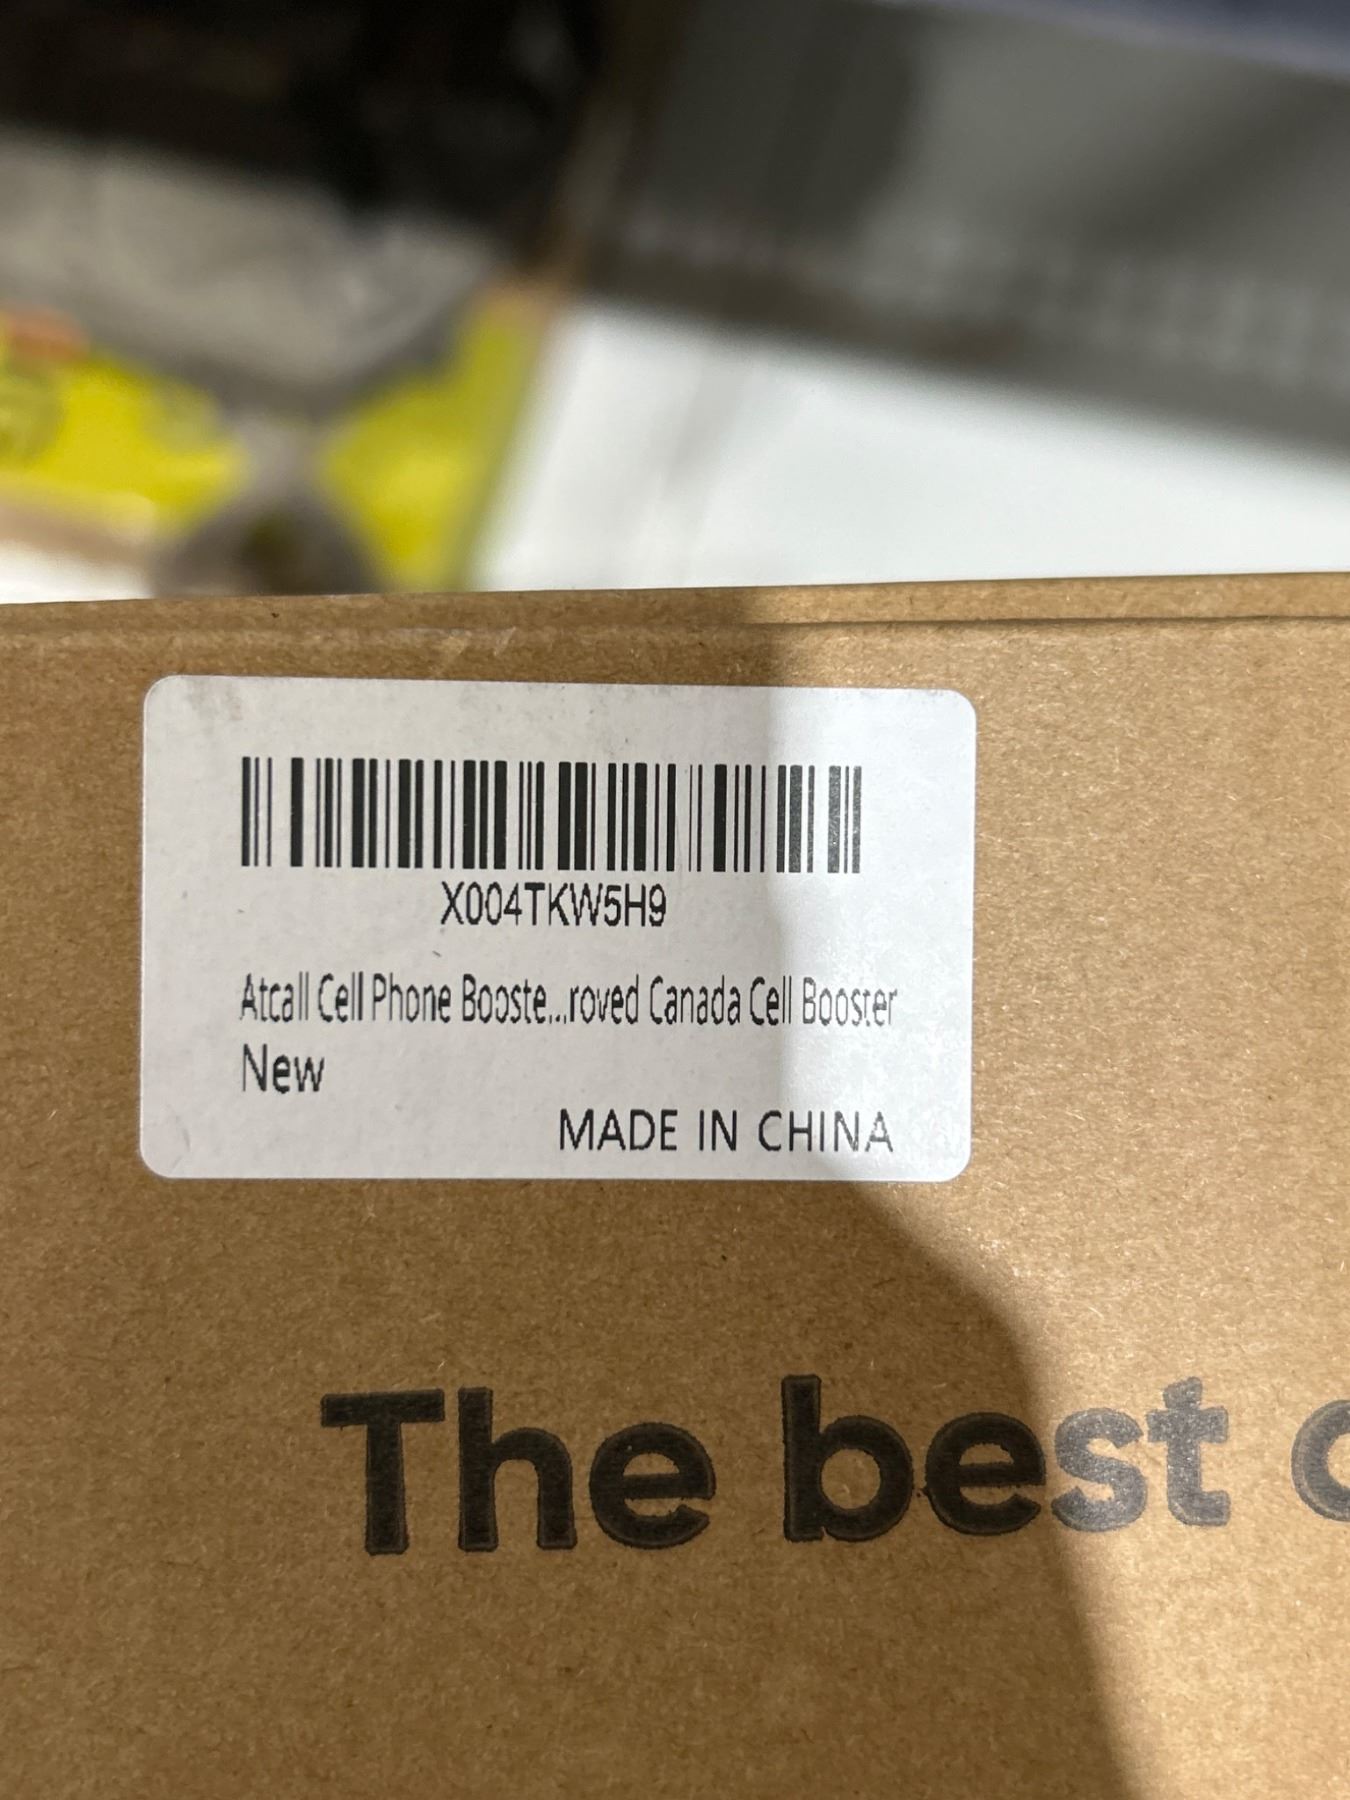 X004TKW5H9
Atcall Cell Phone Booste...roved Canada Cell Booster
New
MADE IN CHINA
The best